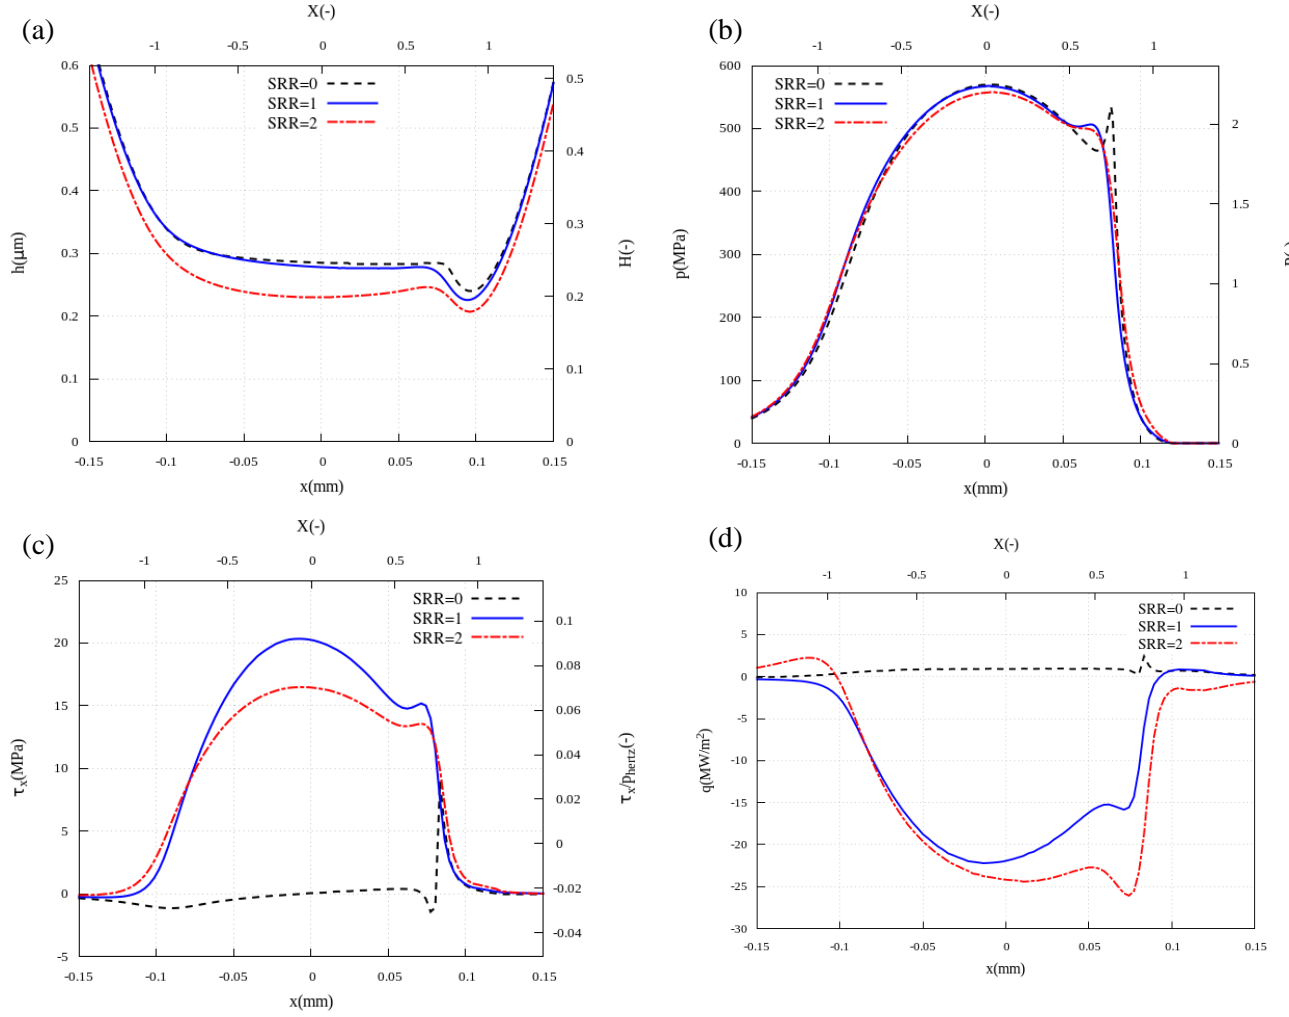 (a)
X(-)
-1 -0.5 0 0.5 1
0.6
0.5
0.4
0.3
0.2
0.1
0
h(μm)
SRR=0
SRR=1
SRR=2
0.5
0.4
0.3
0.2
0.1
0
H(-)
-0.15 -0.1 -0.05 0 0.05 0.1 0.15
x(mm)
(b)
X(-)
-1 -0.5 0 0.5 1
600
500
400
300
200
100
0
p(MPa)
SRR=0
SRR=1
SRR=2
2
1.5
1
0.5
0
-0.15 -0.1 -0.05 0 0.05 0.1 0.15
x(mm)
(c)
X(-)
-1 -0.5 0 0.5 1
25
20
15
10
5
0
-5
τx(MPa)
SRR=0
SRR=1
SRR=2
0.1
0.08
0.06
0.04
0.02
0
-0.02
-0.04
τx/phertz(-)
-0.15 -0.1 -0.05 0 0.05 0.1 0.15
x(mm)
(d)
X(-)
-1 -0.5 0 0.5 1
10
5
0
-5
-10
-15
-20
-25
-30
q(MW/m²)
SRR=0
SRR=1
SRR=2
-0.15 -0.1 -0.05 0 0.05 0.1 0.15
x(mm)